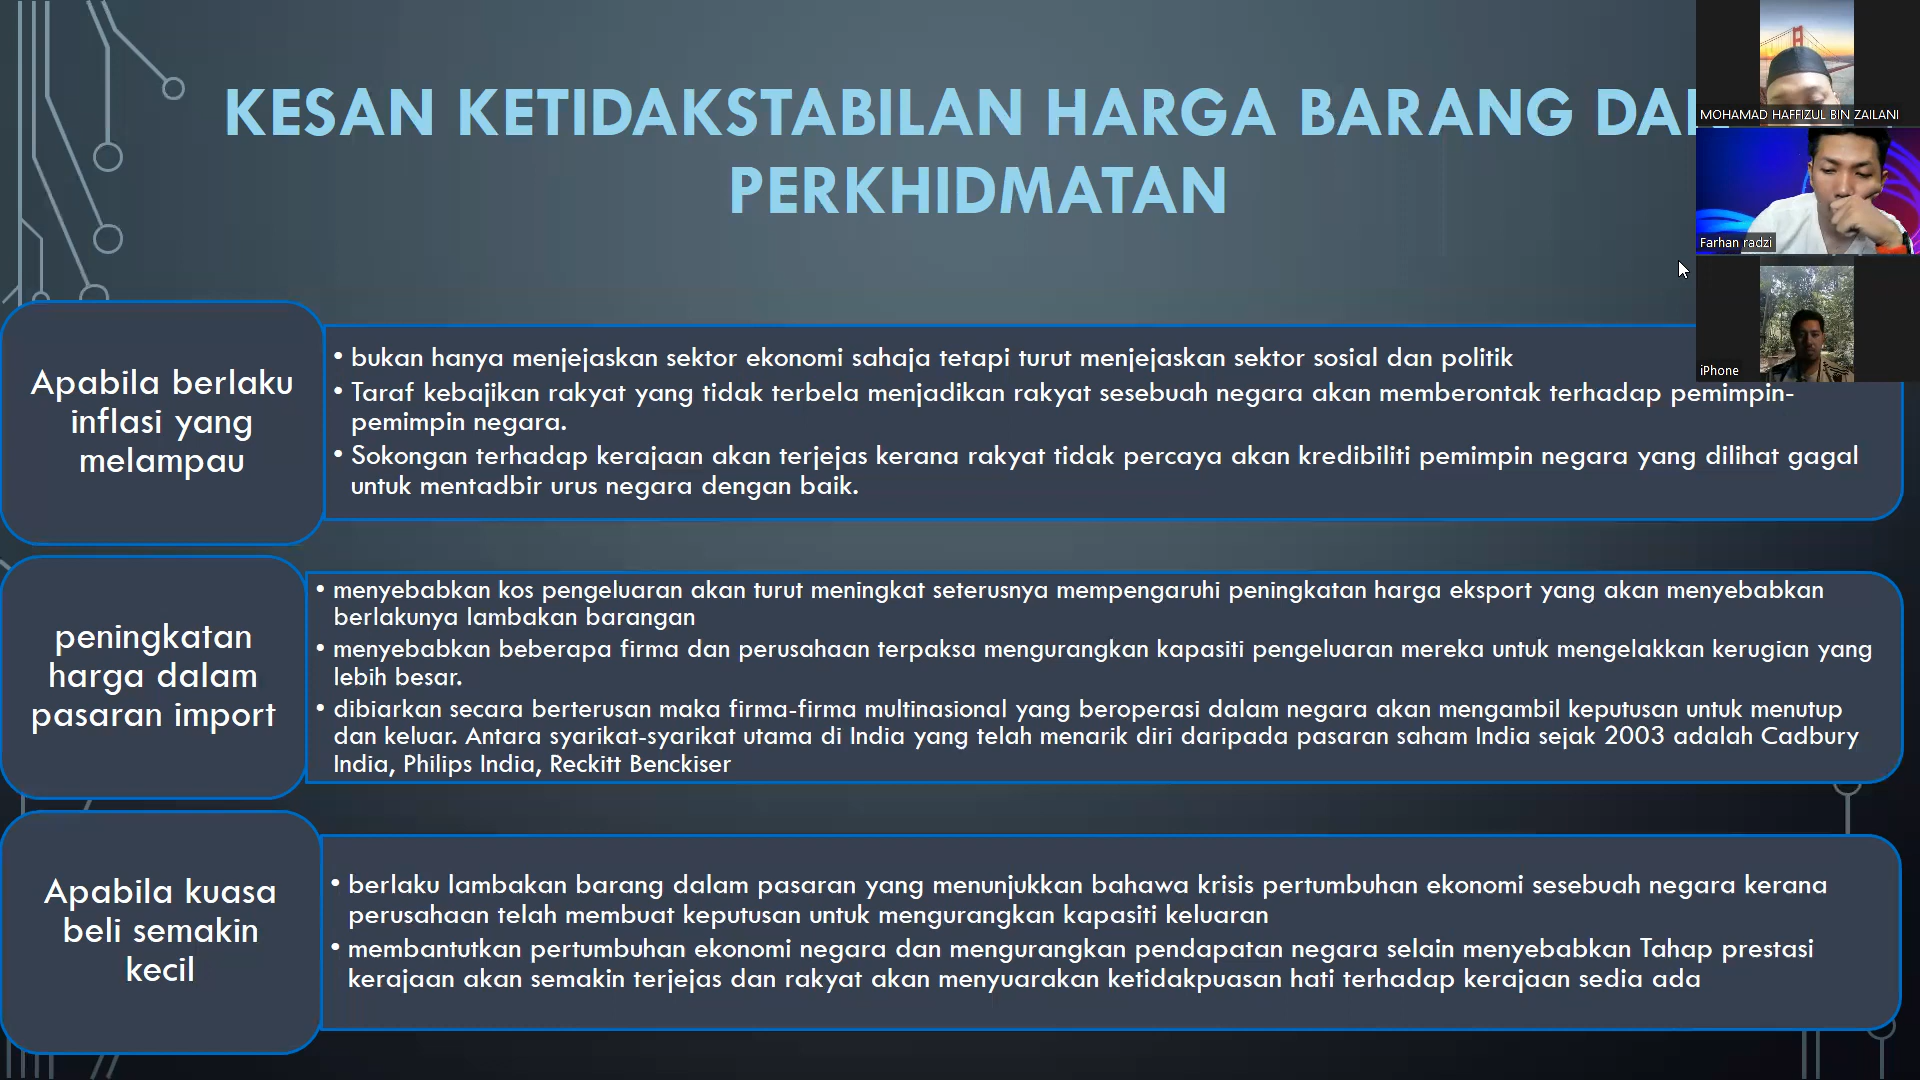 KESAN KETIDAKSTABILAN HARGA BARANG DAN
PERKHIDMATAN
MOHAMAD HAFFIZUL BIN ZAILANI
Farhan radzi
iPhone
Apabila berlaku
inflasi yang
melampau
• bukan hanya menjejaskan sektor ekonomi sahaja tetapi turut menjejaskan sektor sosial dan politik
• Taraf kebajikan rakyat yang tidak terbela menjadikan rakyat sesebuah negara akan memberontak terhadap pemimpin-
pemimpin negara.
• Sokongan terhadap kerajaan akan terjejas kerana rakyat tidak percaya akan kredibiliti pemimpin negara yang dilihat gagal
untuk mentadbir urus negara dengan baik.
peningkatan
harga dalam
pasaran import
• menyebabkan kos pengeluaran akan turut meningkat seterusnya mempengaruhi peningkatan harga eksport yang akan menyebabkan
berlakunya lambakan barangan
• menyebabkan beberapa firma dan perusahaan terpaksa mengurangkan kapasiti pengeluaran mereka untuk mengelakkan kerugian yang
lebih besar.
• dibiarkan secara berterusan maka firma-firma multinasional yang beroperasi dalam negara akan mengambil keputusan untuk menutup
dan keluar. Antara syarikat-syarikat utama di India yang telah menarik diri daripada pasaran saham India sejak 2003 adalah Cadbury
India, Philips India, Reckitt Benckiser
Apabila kuasa
beli semakin
kecil
• berlaku lambakan barang dalam pasaran yang menunjukkan bahawa krisis pertumbuhan ekonomi sesebuah negara kerana
perusahaan telah membuat keputusan untuk mengurangkan kapasiti keluaran
• membantutkan pertumbuhan ekonomi negara dan mengurangkan pendapatan negara selain menyebabkan Tahap prestasi
kerajaan akan semakin terjejas dan rakyat akan menyuarakan ketidakpuasan hati terhadap kerajaan sedia ada